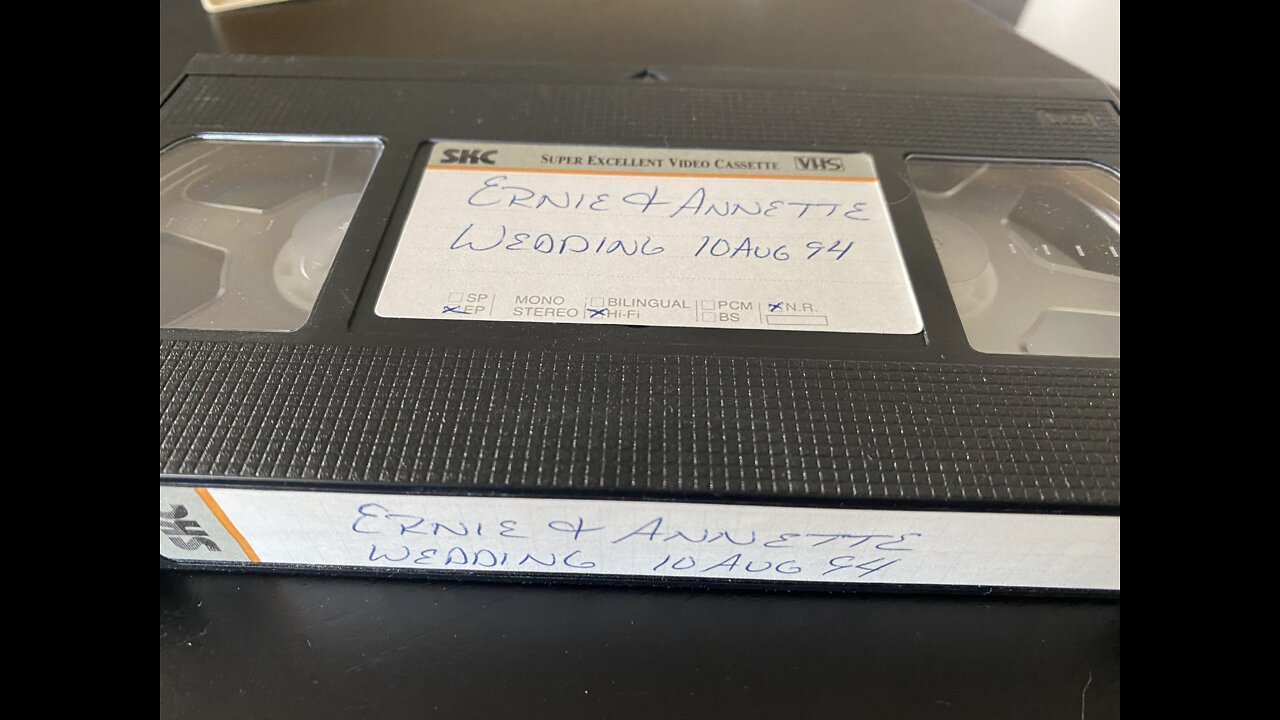 SKC SUPER EXCELLENT VIDEO CASSETTE VHS
ERNIE & ANNETTE
WEDDING 10 AUG 94
SP MONO BILINGUAL PCM N.R.
EP STEREO Hi-Fi BS
ERNIE & ANNETTE
WEDDING 10 AUG 94